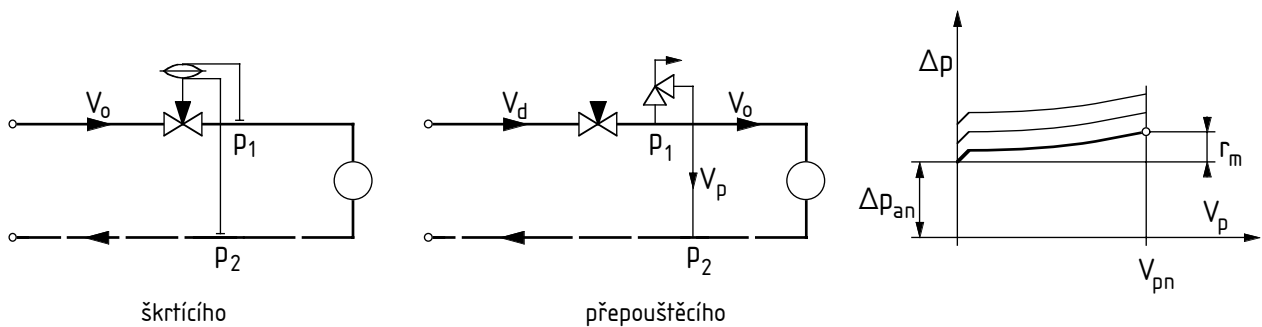 V₀
p₁
p₂
škrtícího
V_d
V₀
p₁
V_p
p₂
přepouštěcího
Δp
r_m
Δp_an
V_p
V_pn